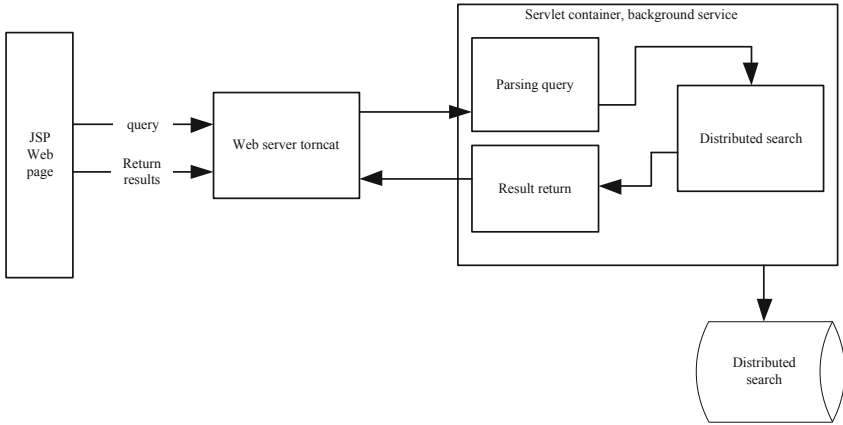 Servlet container, background service
JSP
Web
page
query
Return
results
Web server torncat
Parsing query
Distributed search
Result return
Distributed
search